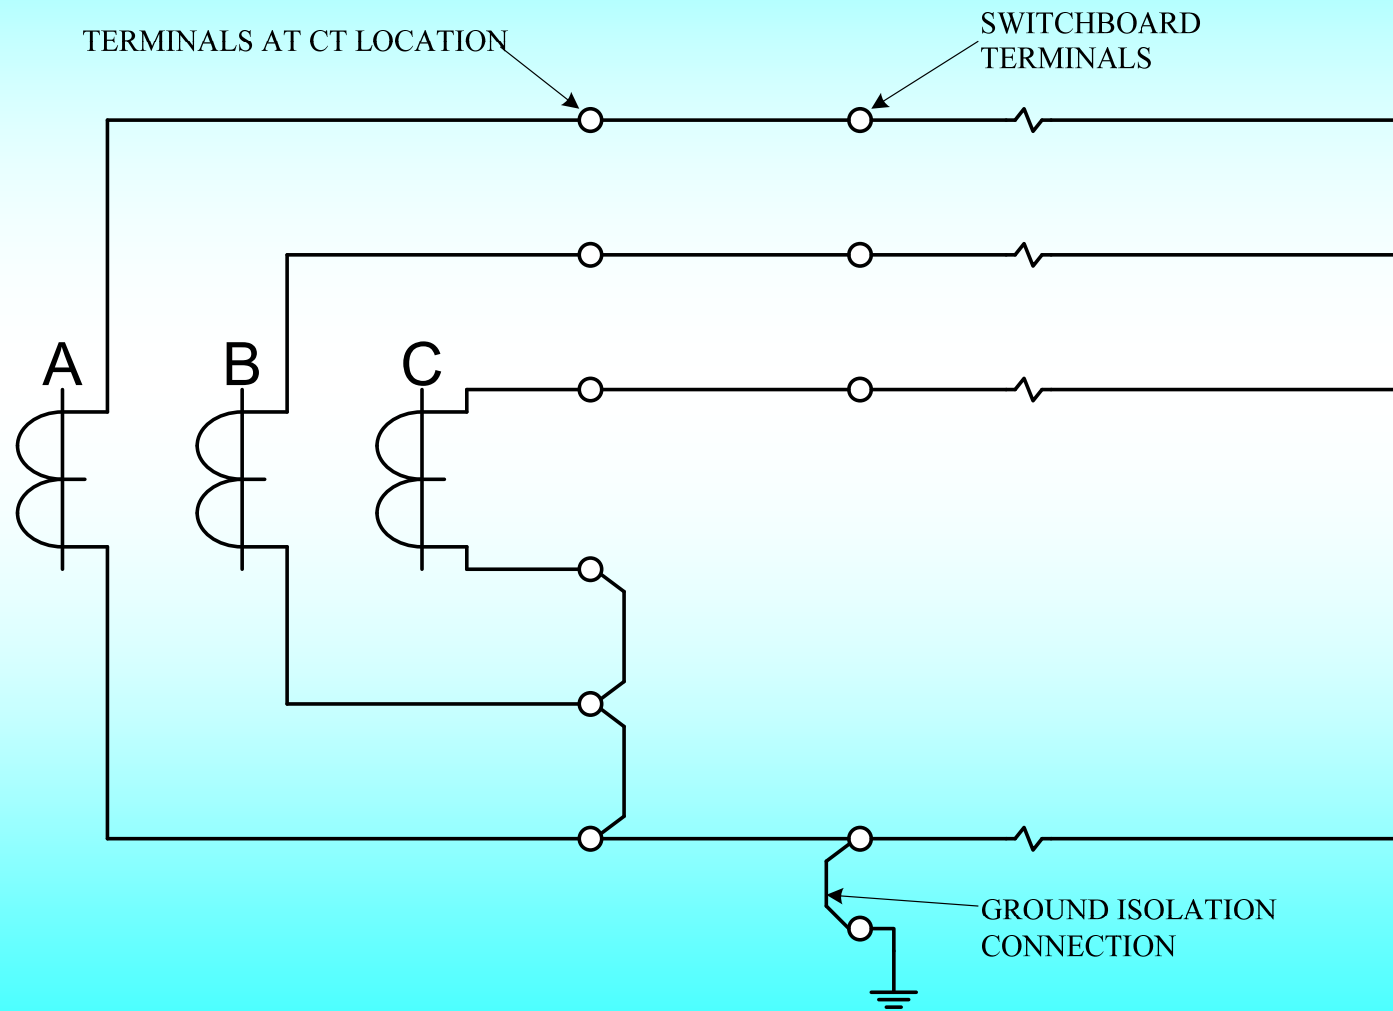 TERMINALS AT CT LOCATION
SWITCHBOARD
TERMINALS
A
B
C
GROUND ISOLATION
CONNECTION